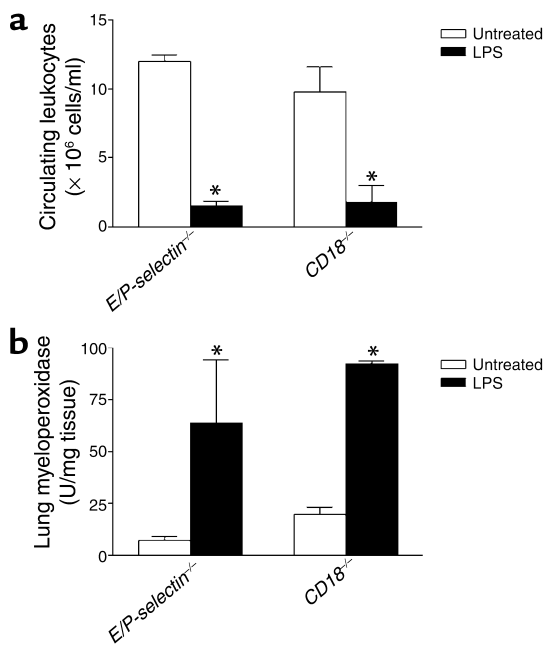 a
Circulating leukocytes
(× 10⁶ cells/ml)
15
10
5
0
*
*
E/P-selectin⁻/⁻
CD18⁻/⁻
Untreated
LPS
b
Lung myeloperoxidase
(U/mg tissue)
100
75
50
25
0
*
*
E/P-selectin⁻/⁻
CD18⁻/⁻
Untreated
LPS